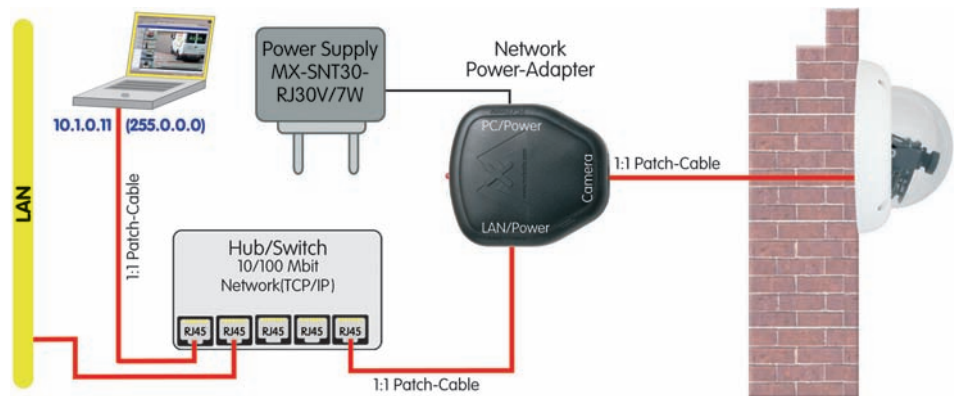 LAN
10.1.0.11 (255.0.0.0)
Power Supply
MX-SNT30-
RJ30V/7W
Network
Power-Adapter
PC/Power
Camera
LAN/Power
1:1 Patch-Cable
1:1 Patch-Cable
Hub/Switch
10/100 Mbit
Network(TCP/IP)
RJ45 RJ45 RJ45 RJ45 RJ45
1:1 Patch-Cable